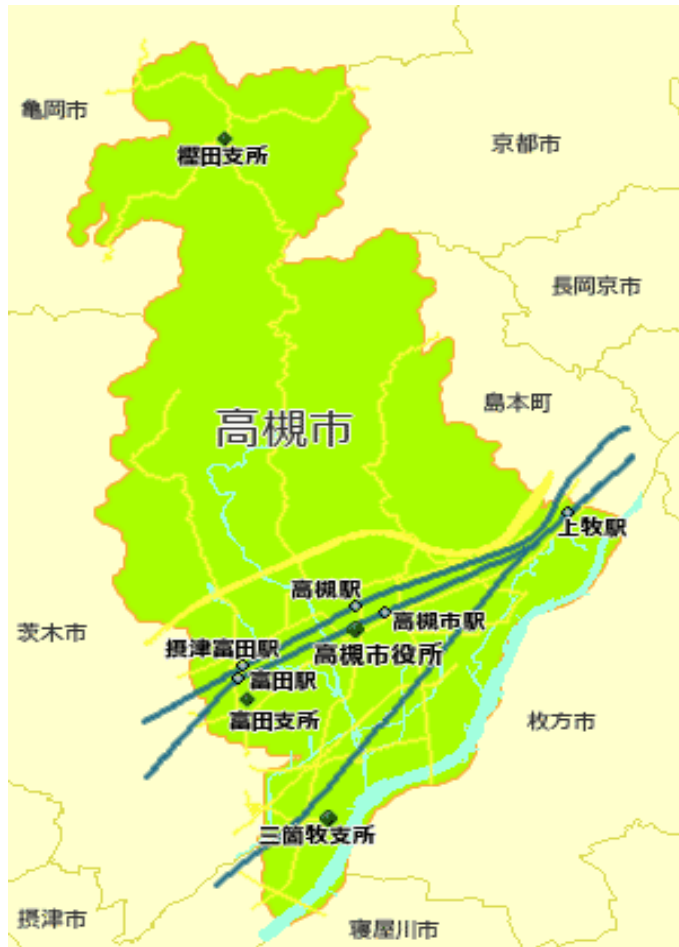 亀岡市
京都市
樫田支所
長岡京市
島本町
高槻市
上牧駅
高槻駅
高槻市駅
茨木市
摂津富田駅
高槻市役所
富田駅
富田支所
枚方市
三箇牧支所
摂津市
寝屋川市